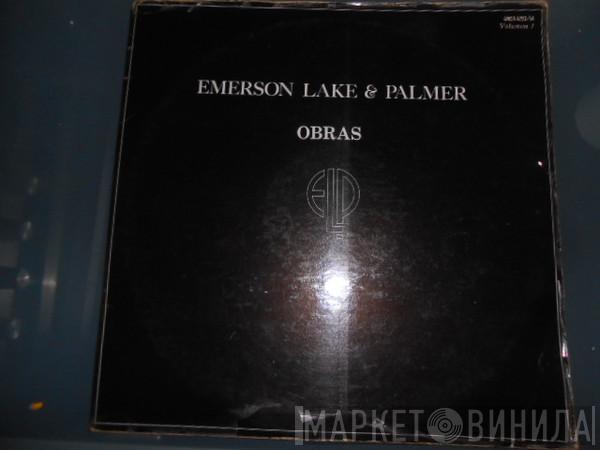 Volumen 1
EMERSON LAKE & PALMER
OBRAS
ELP
МАРКЕТ ВИНИЛА